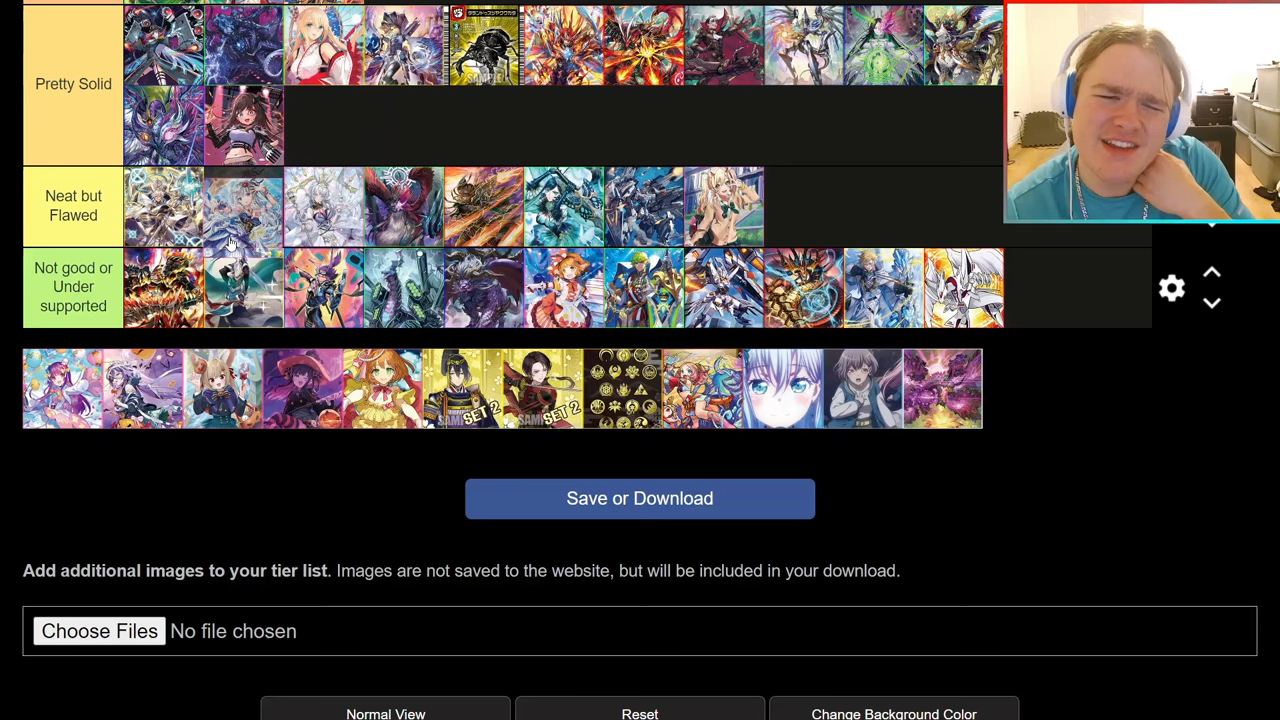 Pretty Solid
SAMPLE
Neat but
Flawed
Not good or
Under
supported
SET 2
SET 2
Save or Download
Add additional images to your tier list. Images are not saved to the website, but will be included in your download.
Choose Files No file chosen
Normal View
Reset
Change Background Color